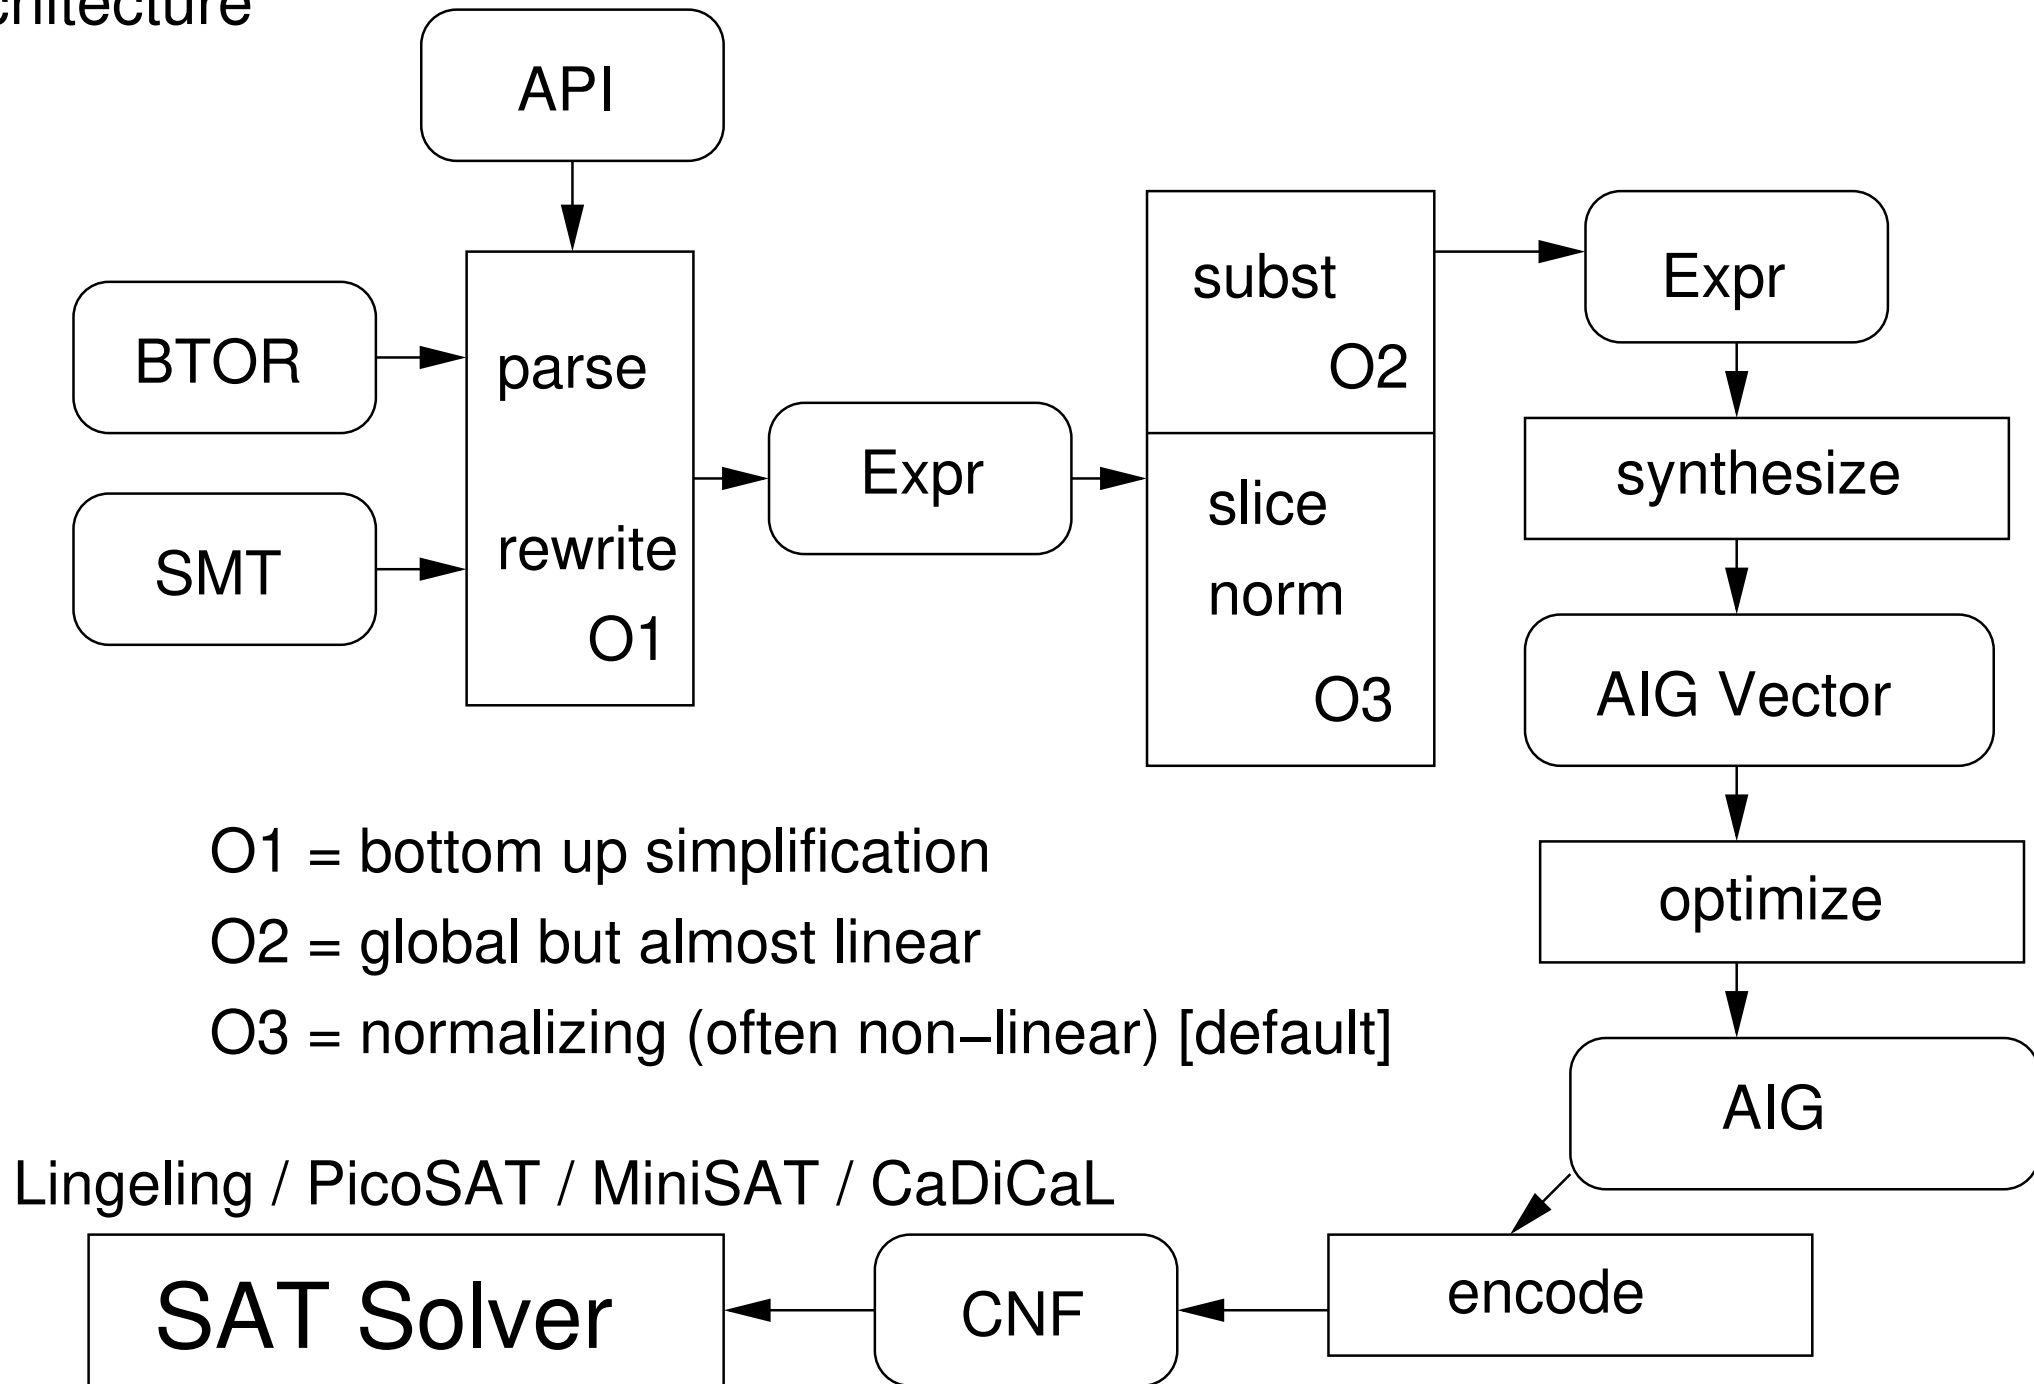 API
BTOR
SMT
parse
rewrite
O1
Expr
subst
O2
slice
norm
O3
Expr
synthesize
AIG Vector
optimize
AIG
encode
CNF
SAT Solver
O1 = bottom up simplification
O2 = global but almost linear
O3 = normalizing (often non−linear) [default]
Lingeling / PicoSAT / MiniSAT / CaDiCaL